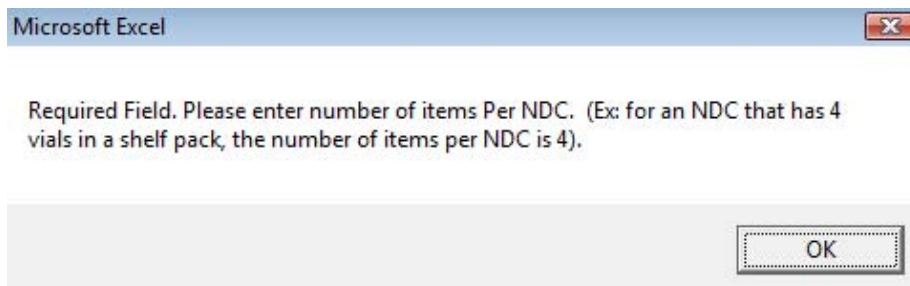 Microsoft Excel
Required Field. Please enter number of items Per NDC.  (Ex: for an NDC that has 4
vials in a shelf pack, the number of items per NDC is 4).
OK